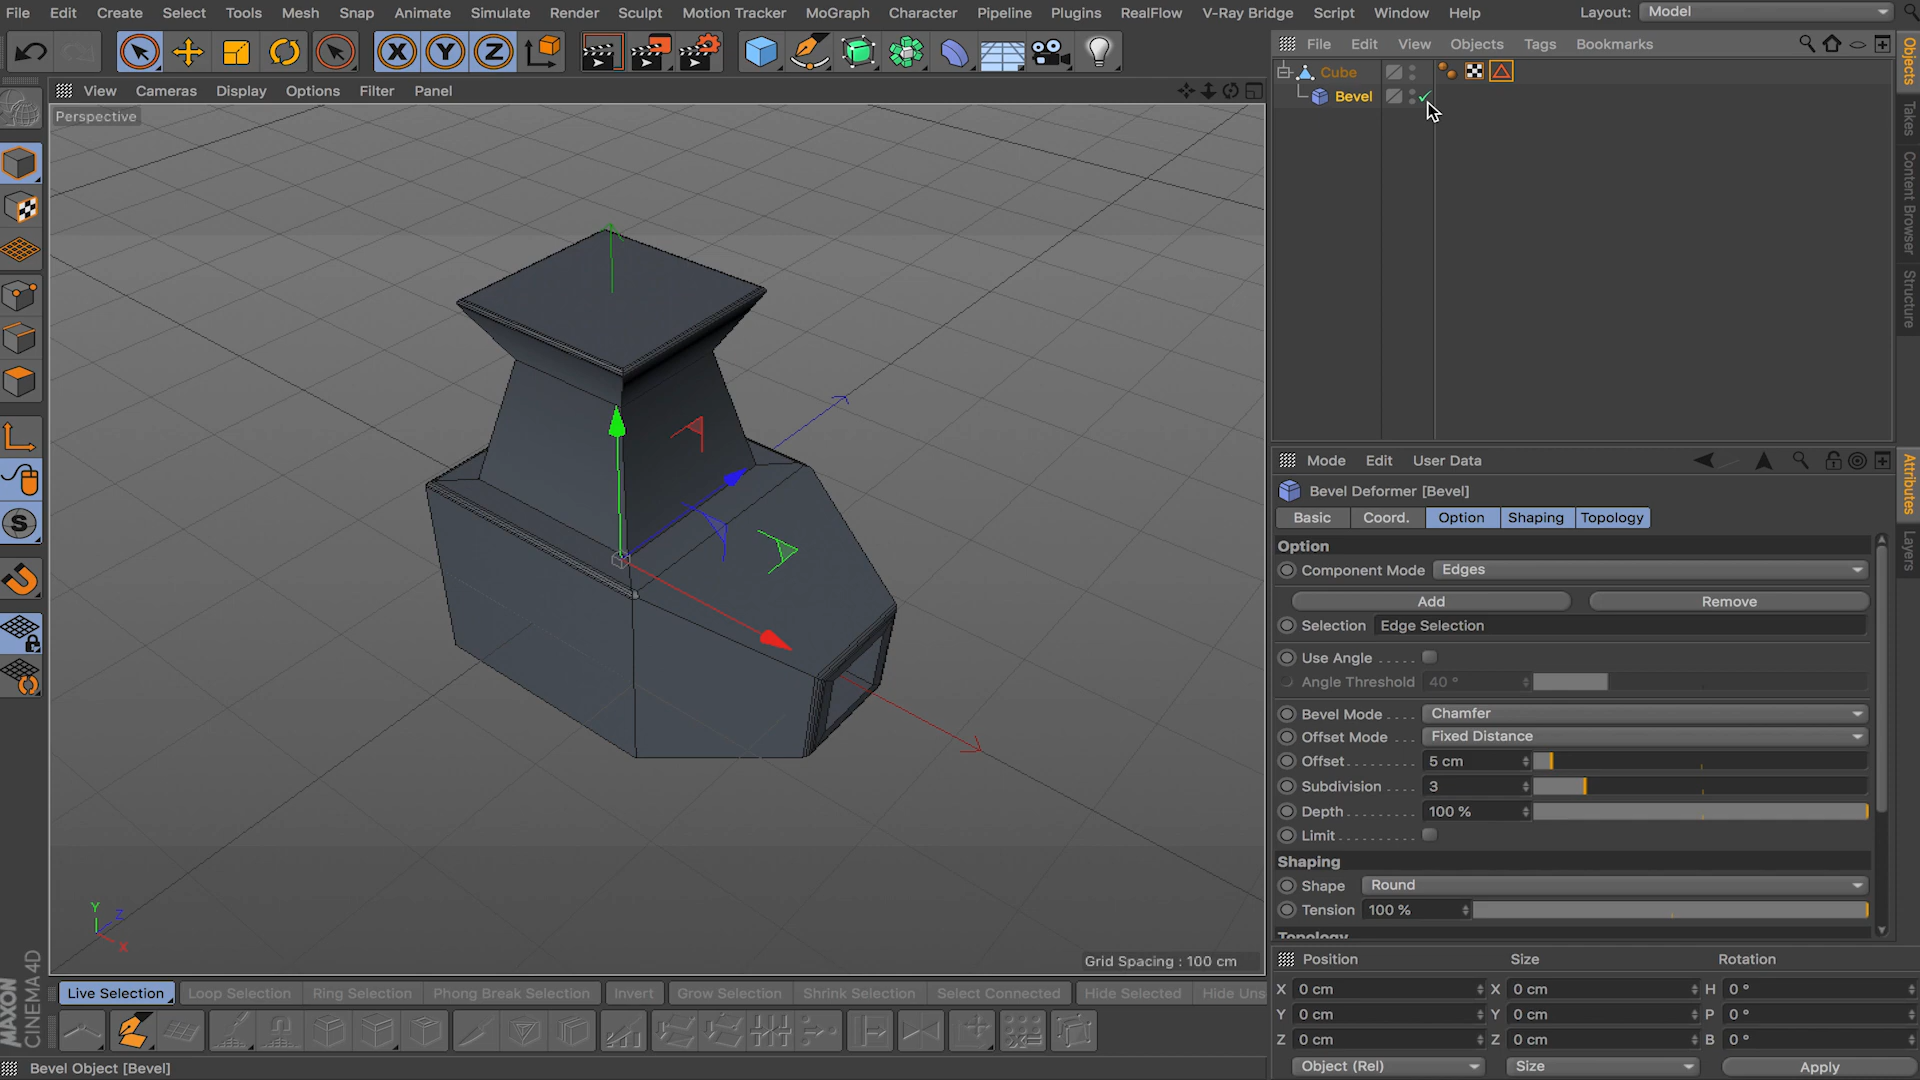 File Edit Create Select Tools Mesh Snap Animate Simulate Render Sculpt Motion Tracker MoGraph Character Pipeline Plugins RealFlow V-Ray Bridge Script Window Help Layout: Model
X Y Z
File Edit View Objects Tags Bookmarks
Cube
Bevel
Objects
Takes
Content Browser
Structure
View Cameras Display Options Filter Panel
Perspective
Grid Spacing : 100 cm
Y
Z
X
S
Mode Edit User Data
Bevel Deformer [Bevel]
Basic Coord. Option Shaping Topology
Option
Component Mode Edges
Add Remove
Selection Edge Selection
Use Angle
Angle Threshold 40 °
Bevel Mode Chamfer
Offset Mode Fixed Distance
Offset 5 cm
Subdivision 3
Depth 100 %
Limit
Shaping
Shape Round
Tension 100 %
Topology
Attributes
Layers
Position Size Rotation
X 0 cm X 0 cm H 0 °
Y 0 cm Y 0 cm P 0 °
Z 0 cm Z 0 cm B 0 °
Object (Rel) Size Apply
Live Selection Loop Selection Ring Selection Phong Break Selection Invert Grow Selection Shrink Selection Select Connected Hide Selected Hide Uns
MAXON
CINEMA 4D
Bevel Object [Bevel]